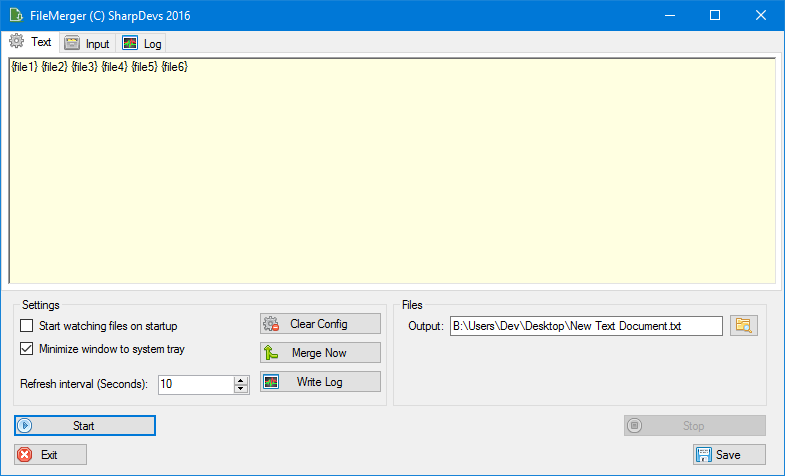 FileMerger (C) SharpDevs 2016
Text Input Log
{file1} {file2} {file3} {file4} {file5} {file6}
Settings
Start watching files on startup
Minimize window to system tray
Refresh interval (Seconds): 10
Clear Config
Merge Now
Write Log
Files
Output: B:\Users\Dev\Desktop\New Text Document.txt
Start
Stop
Exit
Save